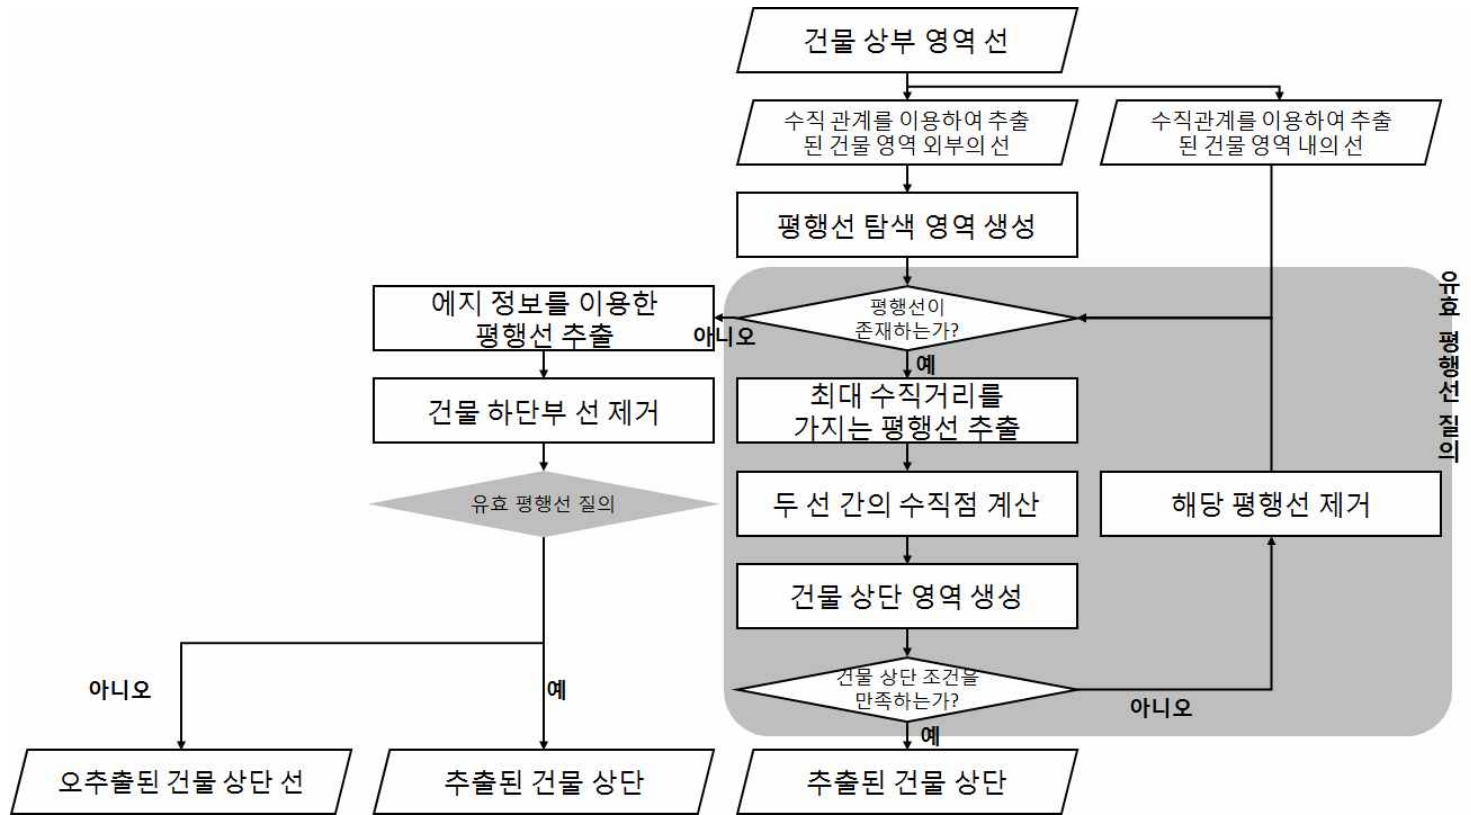 건물 상부 영역 선
수직 관계를 이용하여 추출
된 건물 영역 외부의 선
수직관계를 이용하여 추출
된 건물 영역 내의 선
평행선 탐색 영역 생성
유효 평행선 질의
평행선이
존재하는가?
아니오
예
에지 정보를 이용한
평행선 추출
최대 수직거리를
가지는 평행선 추출
건물 하단부 선 제거
유효 평행선 질의
두 선 간의 수직점 계산
해당 평행선 제거
건물 상단 영역 생성
건물 상단 조건을
만족하는가?
아니오
예
아니오
예
오추출된 건물 상단 선
추출된 건물 상단
추출된 건물 상단